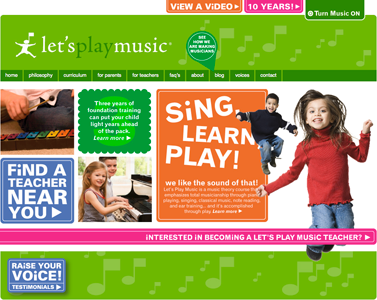 ViEW A ViDEO ▶
10 YEARS! ▶
Turn Music ON
let'splaymusic®
SEE
HOW WE
ARE MAKING
MUSICIANS
home philosophy curriculum for parents for teachers faq's about blog voices contact
Three years of
foundation training
can put your child
light years ahead
of the pack.
Learn more ▶
SiNG,
LEARN,
PLAY!
we like the sound of that!
Let's Play Music is a music theory course that
emphasizes total musicianship through piano
playing, singing, classical music, note reading,
and ear training... and it's accomplished
through play. Learn more ▶
FiND A
TEACHER
NEAR
YOU ▶
iNTERESTED iN BECOMiNG A LET'S PLAY MUSiC TEACHER? ▶
RAiSE YOUR
VOiCE!
TESTiMONiALS ▶